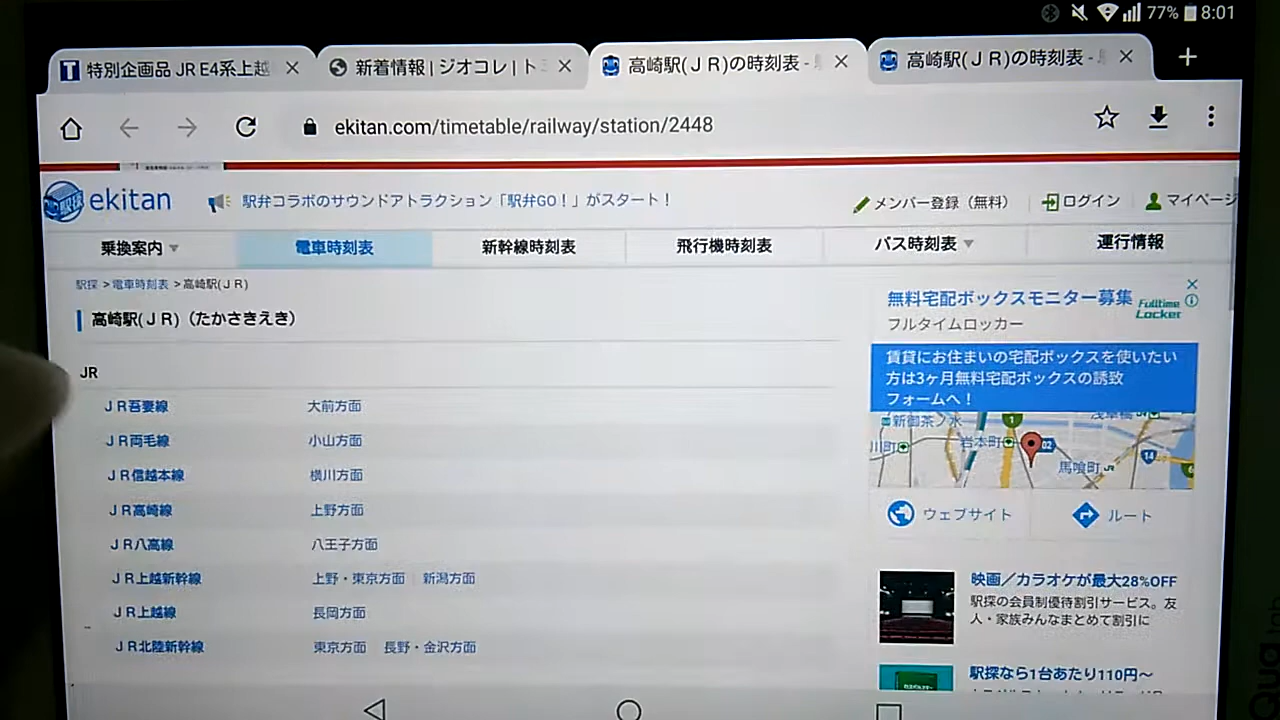 77% 8:01
特別企画品 JR E4系上越
新着情報 | ジオコレ | ト
高崎駅(ＪＲ)の時刻表 -
高崎駅(ＪＲ)の時刻表 -
ekitan.com/timetable/railway/station/2448
ekitan
駅弁コラボのサウンドアトラクション「駅弁GO！」がスタート！
メンバー登録（無料）
ログイン
マイページ
乗換案内
電車時刻表
新幹線時刻表
飛行機時刻表
バス時刻表
運行情報
駅探 > 電車時刻表 > 高崎駅(ＪＲ)
高崎駅(ＪＲ)（たかさきえき）
JR
ＪＲ吾妻線 大前方面
ＪＲ両毛線 小山方面
ＪＲ信越本線 横川方面
ＪＲ高崎線 上野方面
ＪＲ八高線 八王子方面
ＪＲ上越新幹線 上野・東京方面 新潟方面
ＪＲ上越線 長岡方面
ＪＲ北陸新幹線 東京方面 長野・金沢方面
無料宅配ボックスモニター募集
Fulltime
Locker
フルタイムロッカー
賃貸にお住まいの宅配ボックスを使いたい
方は3ヶ月無料宅配ボックスの誘致
フォームへ！
新御茶ノ水
岩本町
馬喰町
ウェブサイト
ルート
映画／カラオケが最大28%OFF
駅探の会員制優待割引サービス。友
人・家族みんなまとめて割引に
駅探なら1台あたり110円～